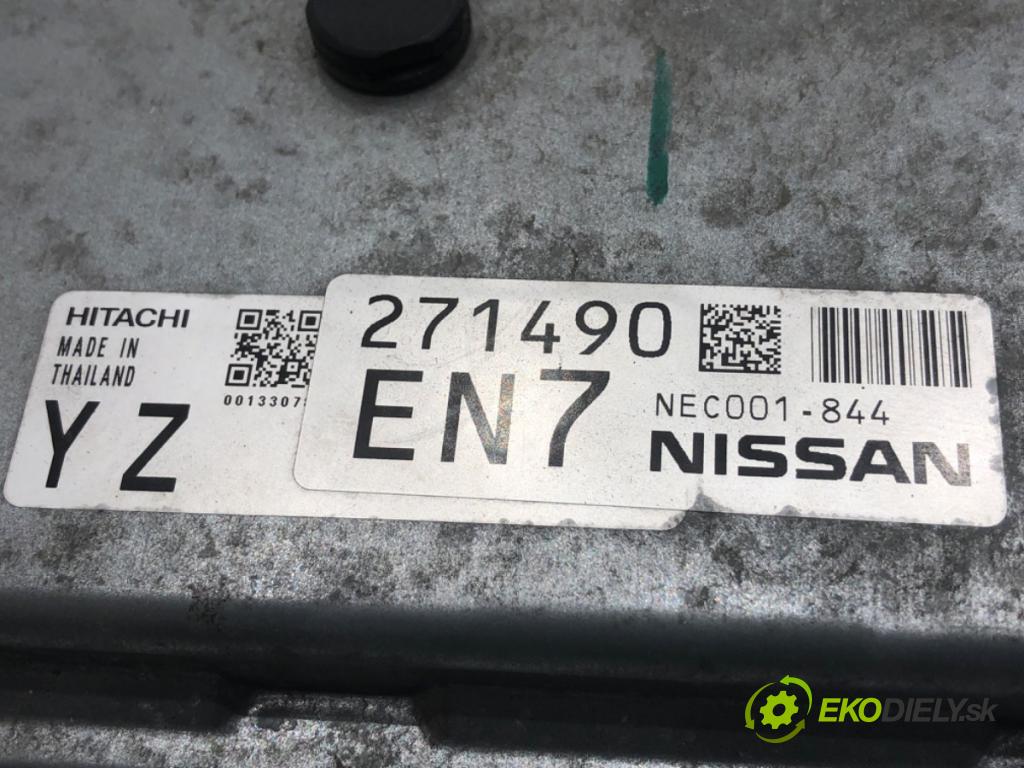 HITACHI
MADE IN
THAILAND
YZ
271490
EN7
NEC001-844
NISSAN
EKODIELY.sk